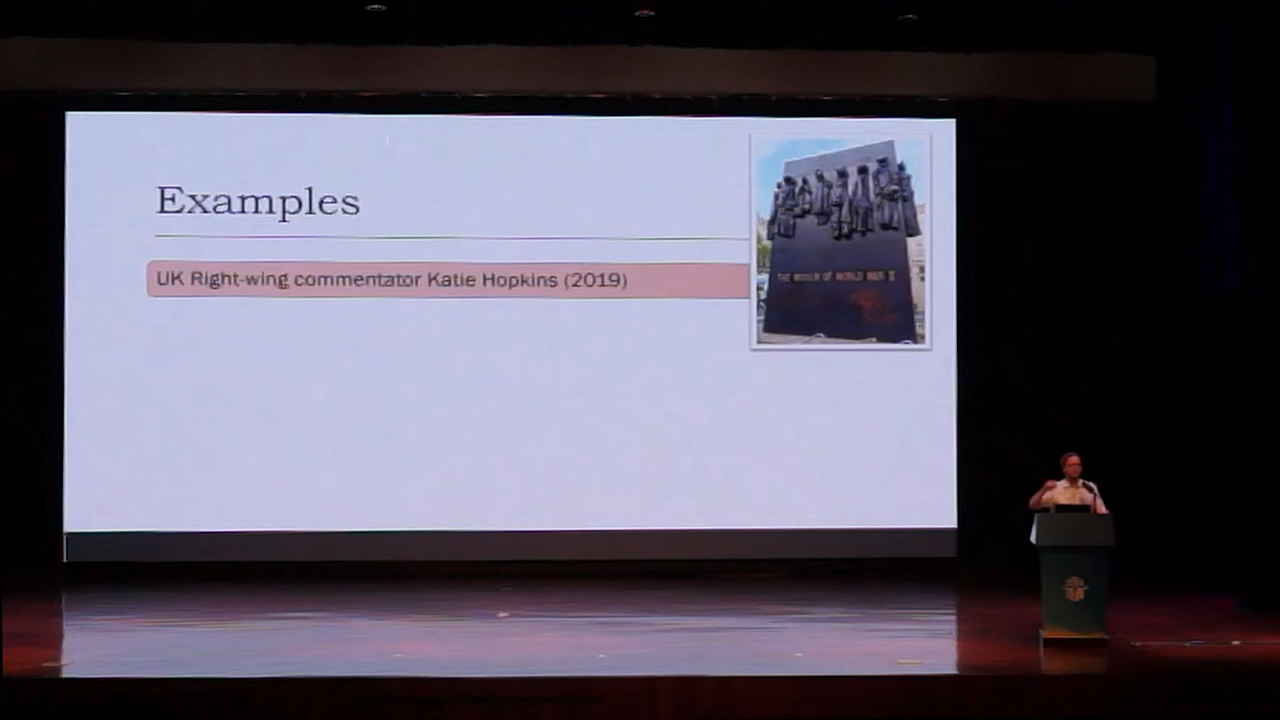 Examples
UK Right-wing commentator Katie Hopkins (2019)
THE WOMEN OF WORLD WAR II